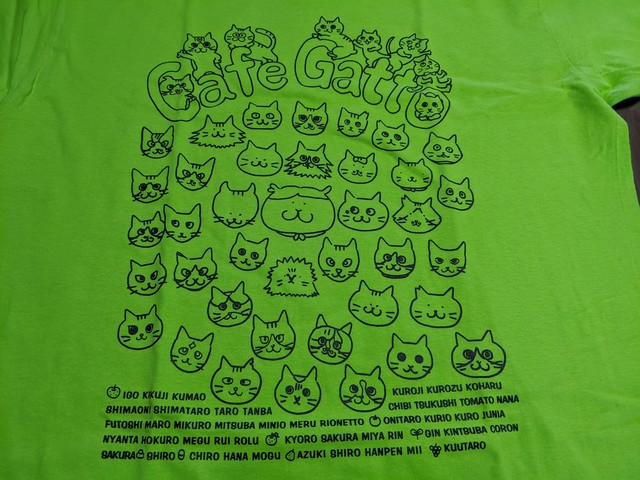 Cafe Gatto
IGO KIKUJI KUMAO KUROJI KUROZU KOHARU
SHIMAONI SHIMATARO TARO TANBA CHIBI TSUKUSHI TOMATO NANA
FUTOSHI MARO MIKURO MITSUBA MINIO MERU RIONETTO ONITARO KURIO KURO JUNIA
NYANTA HOKURO MEGU RUI ROLU KYORO SAKURA MIYA RIN GIN KINTSUBA CORON
SAKURA SHIRO CHIRO HANA MOGU AZUKI SHIRO HANPEN MII KUUTARO